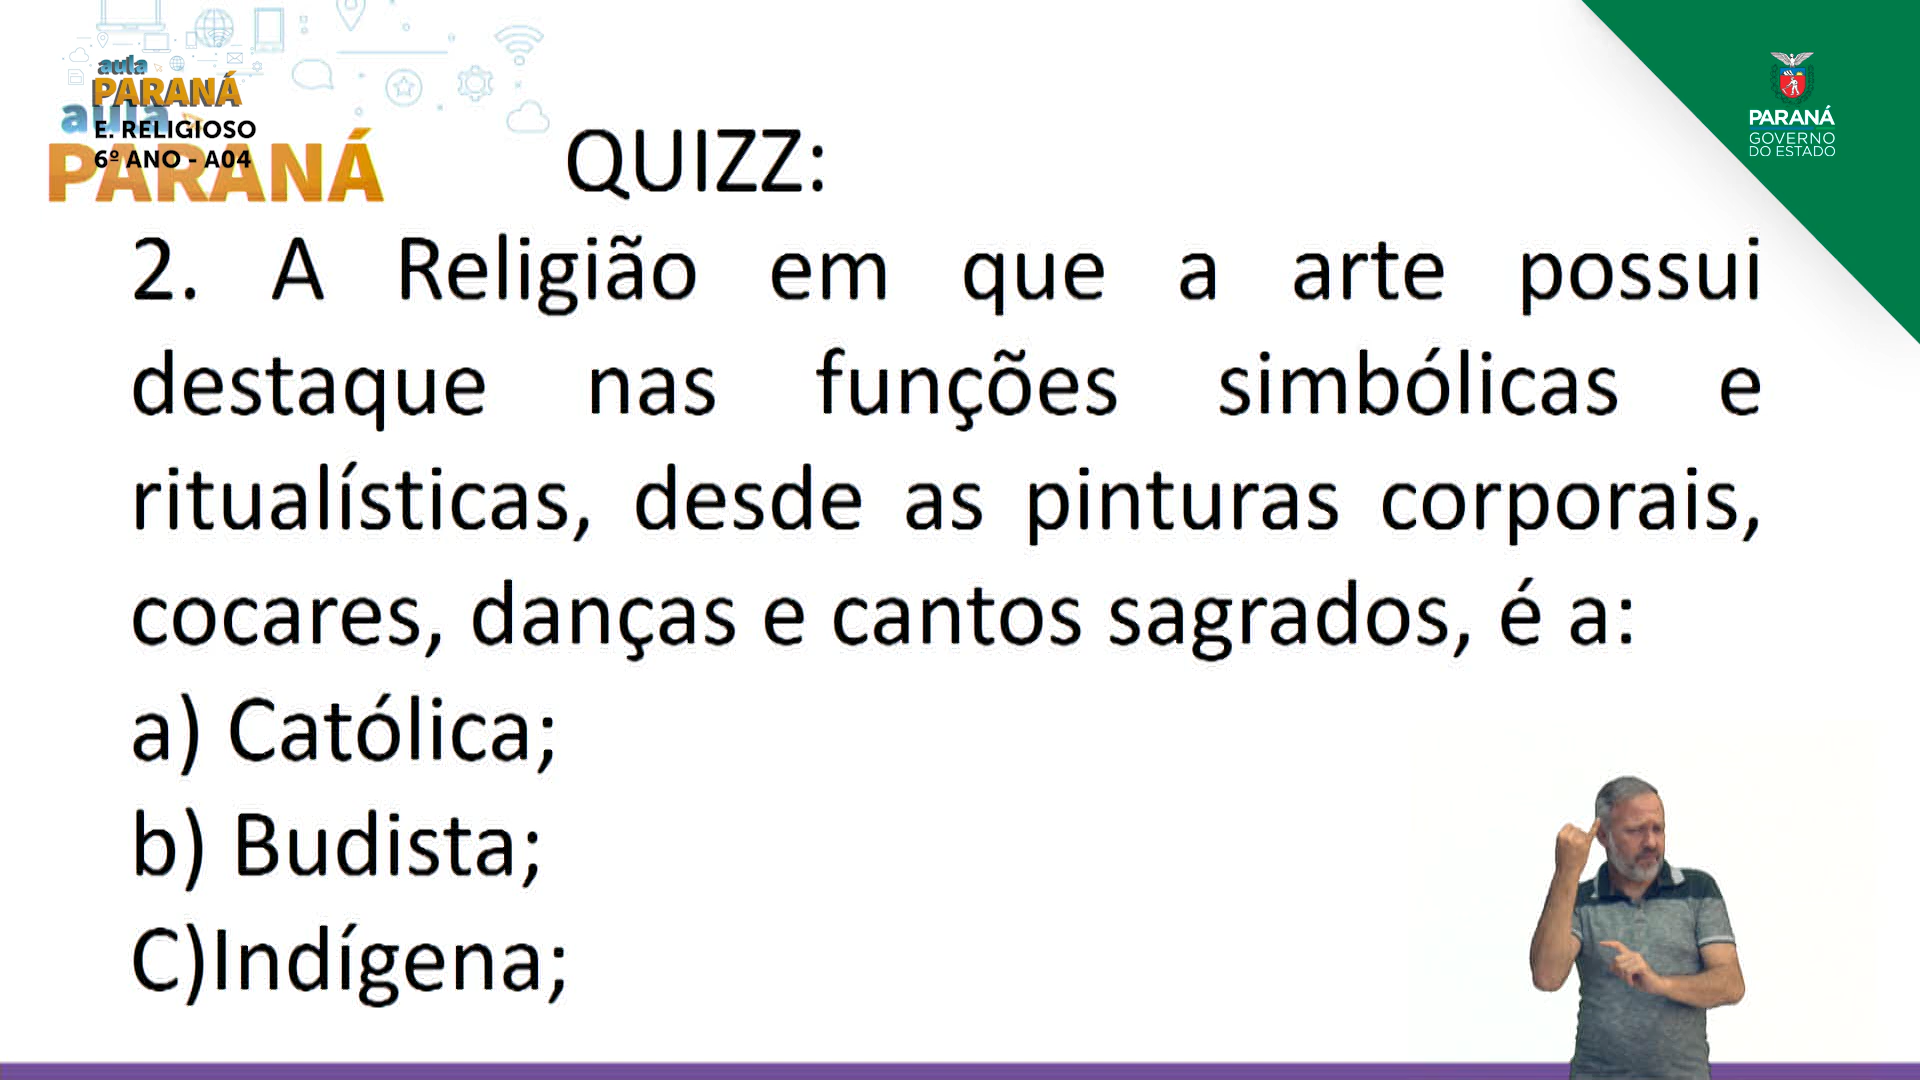 aula
PARANÁ
E. RELIGIOSO
6º ANO - A04
aula
PARANÁ
PARANÁ
GOVERNO
DO ESTADO
QUIZZ:
2. A Religião em que a arte possui
destaque nas funções simbólicas e
ritualísticas, desde as pinturas corporais,
cocares, danças e cantos sagrados, é a:
a) Católica;
b) Budista;
C)Indígena;